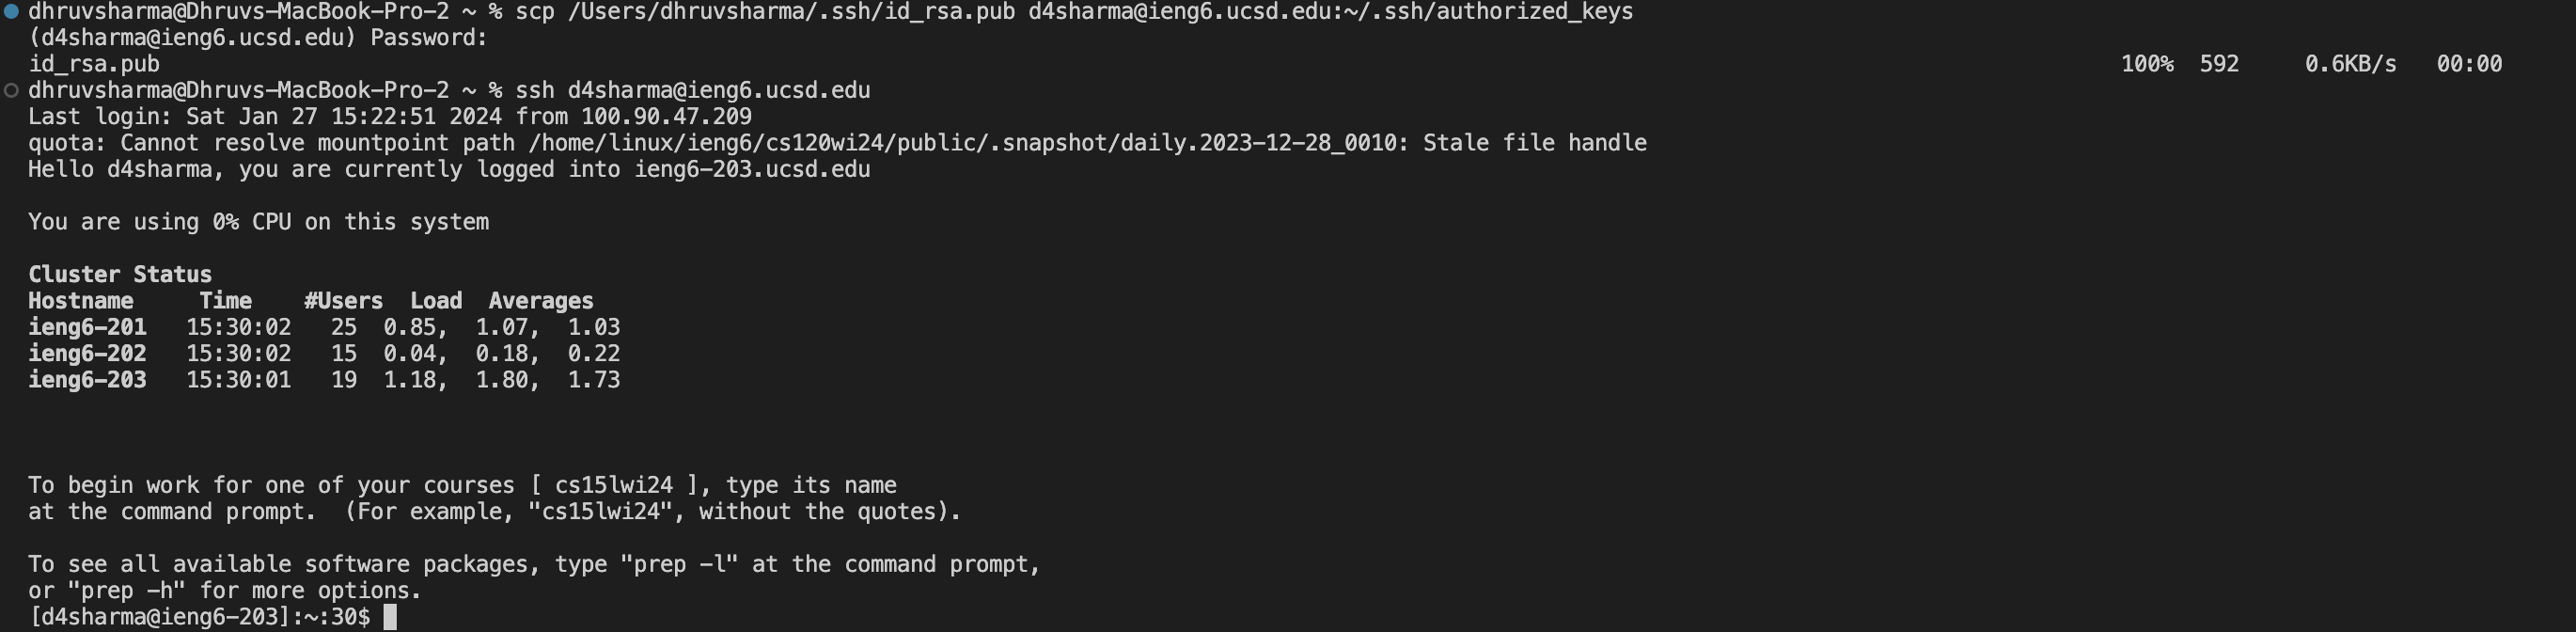 dhruvsharma@Dhruvs-MacBook-Pro-2 ~ % scp /Users/dhruvsharma/.ssh/id_rsa.pub d4sharma@ieng6.ucsd.edu:~/.ssh/authorized_keys
(d4sharma@ieng6.ucsd.edu) Password:
id_rsa.pub 100% 592 0.6KB/s 00:00
dhruvsharma@Dhruvs-MacBook-Pro-2 ~ % ssh d4sharma@ieng6.ucsd.edu
Last login: Sat Jan 27 15:22:51 2024 from 100.90.47.209
quota: Cannot resolve mountpoint path /home/linux/ieng6/cs120wi24/public/.snapshot/daily.2023-12-28_0010: Stale file handle
Hello d4sharma, you are currently logged into ieng6-203.ucsd.edu
You are using 0% CPU on this system
Cluster Status
Hostname Time #Users Load Averages
ieng6-201 15:30:02 25 0.85, 1.07, 1.03
ieng6-202 15:30:02 15 0.04, 0.18, 0.22
ieng6-203 15:30:01 19 1.18, 1.80, 1.73
To begin work for one of your courses [ cs15lwi24 ], type its name
at the command prompt. (For example, "cs15lwi24", without the quotes).
To see all available software packages, type "prep -l" at the command prompt,
or "prep -h" for more options.
[d4sharma@ieng6-203]:~:30$